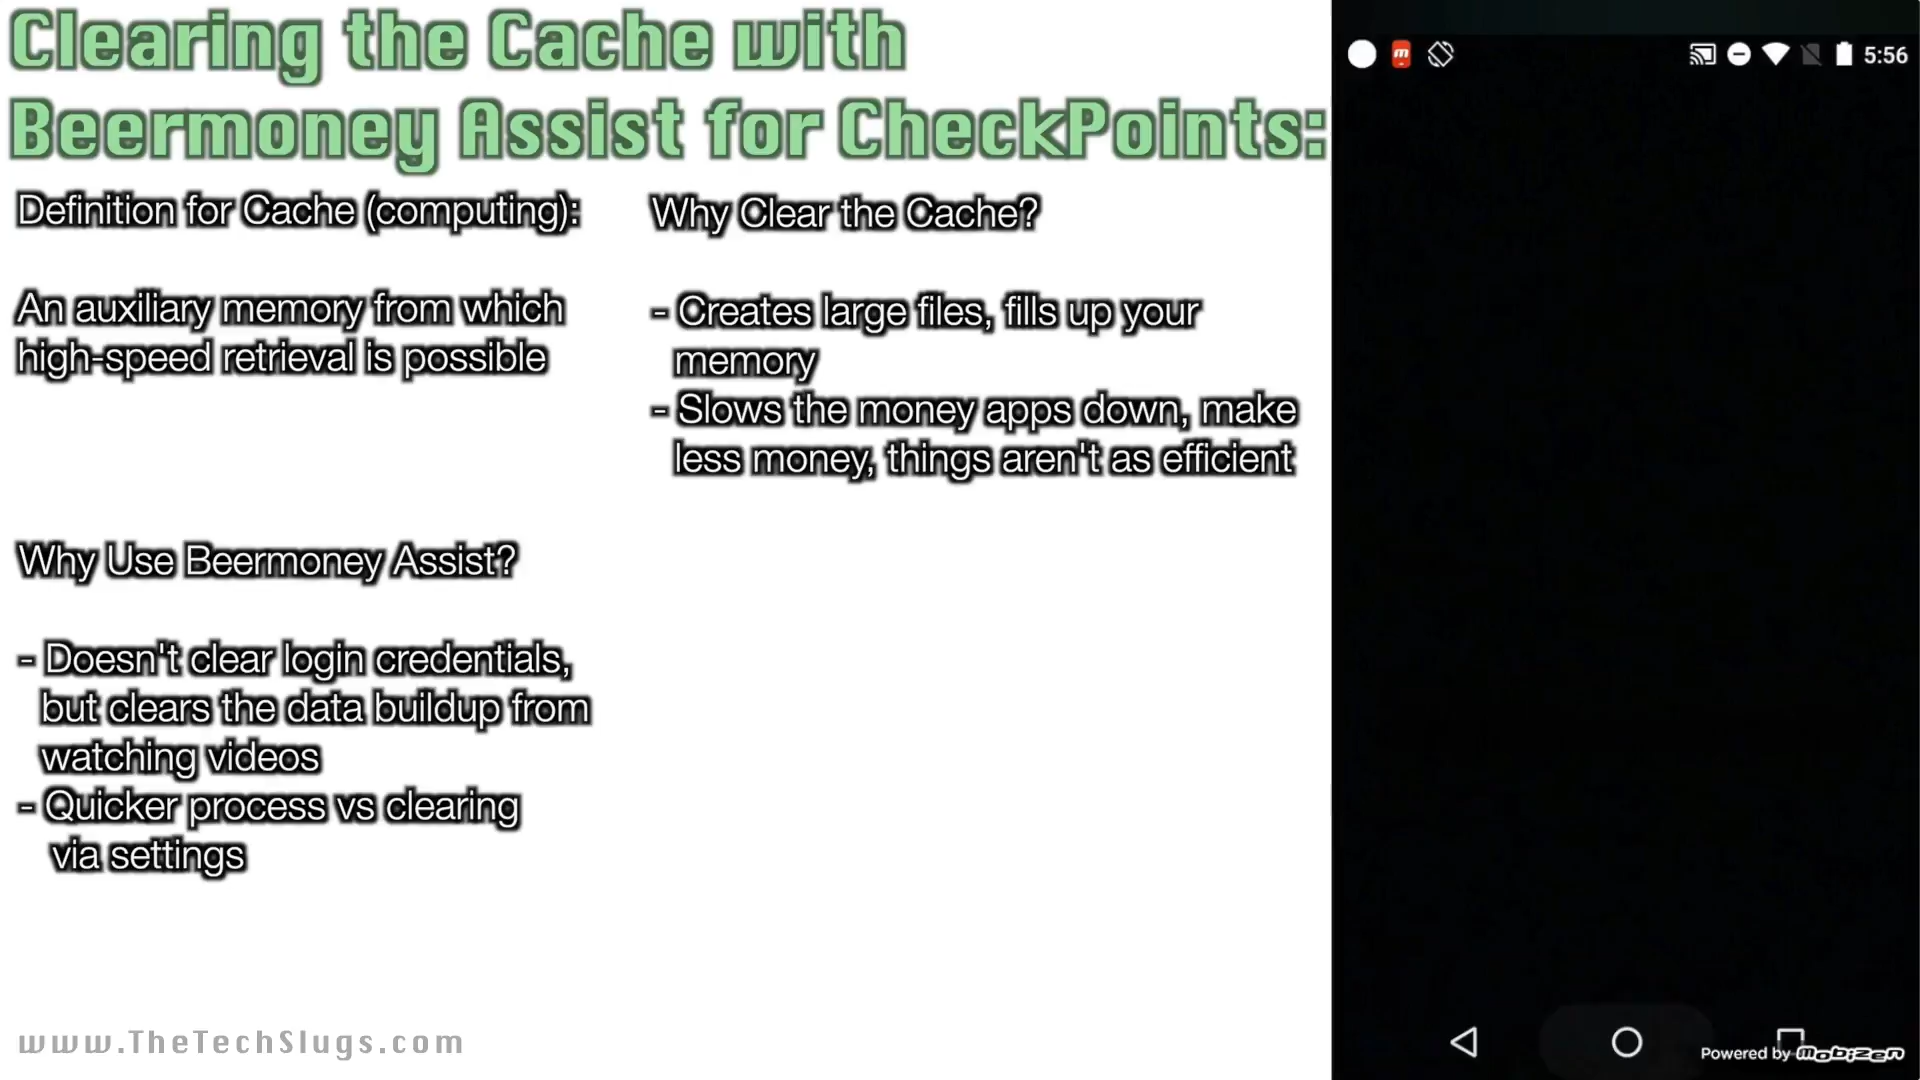 Clearing the Cache with
Beermoney Assist for CheckPoints:
Definition for Cache (computing):
An auxiliary memory from which
high-speed retrieval is possible
Why Clear the Cache?
- Creates large files, fills up your
memory
- Slows the money apps down, make
less money, things aren't as efficient
Why Use Beermoney Assist?
- Doesn't clear login credentials,
but clears the data buildup from
watching videos
- Quicker process vs clearing
via settings
www.TheTechSlugs.com
m
5:56
Powered by mobizen